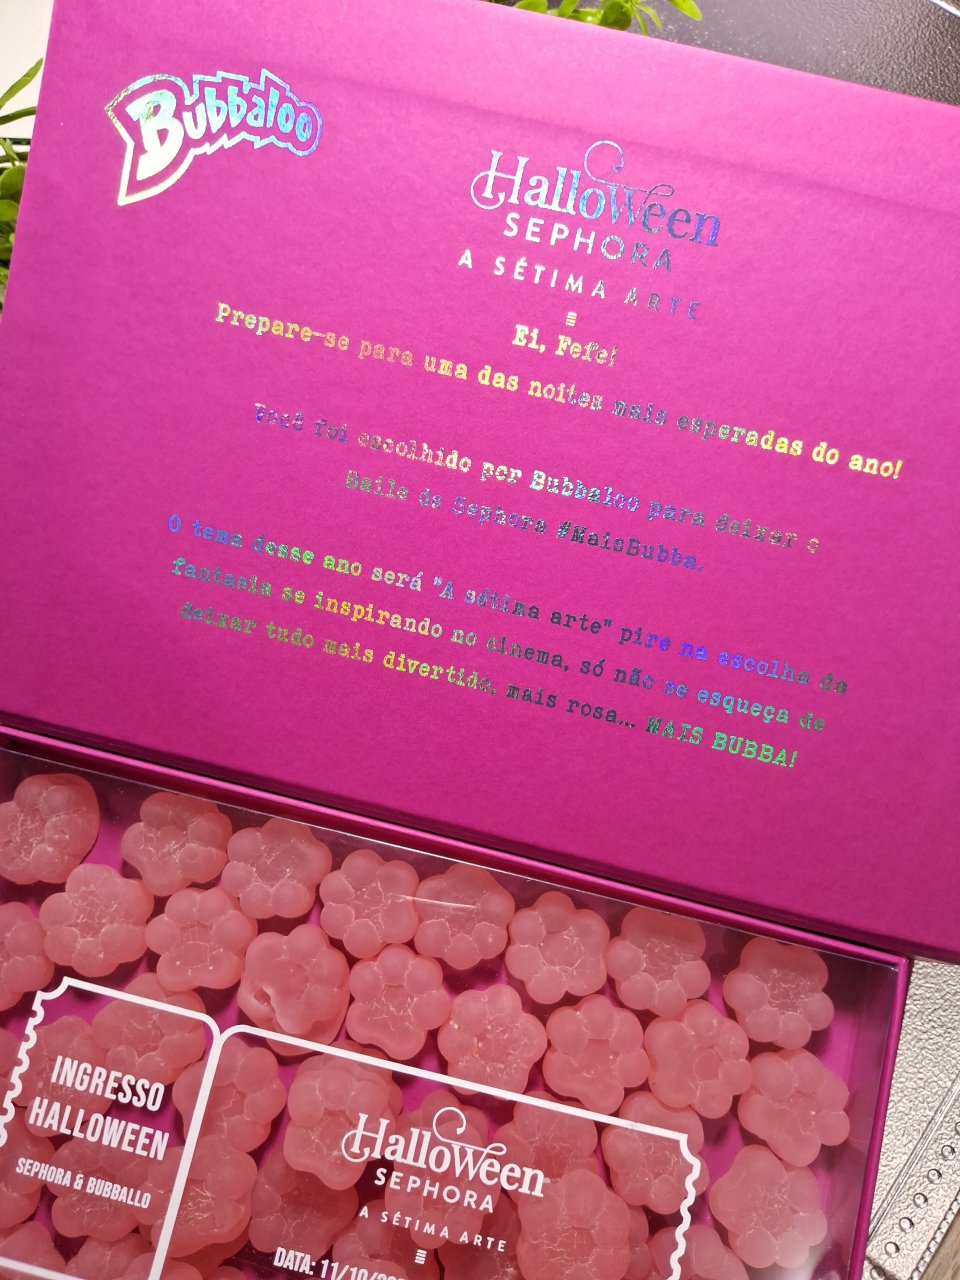 Bubbaloo
Halloween
SEPHORA
A SÉTIMA ARTE
Ei, Fefe!
Prepare-se para uma das noites mais esperadas do ano!
Você foi escolhido por Bubbaloo para deixar o
Baile da Sephora #MaisBubba.
O tema desse ano será "A sétima arte" pire na escolha da
fantasia se inspirando no cinema, só não se esqueça de
deixar tudo mais divertido, mais rosa... MAIS BUBBA!
INGRESSO
HALLOWEEN
SEPHORA & BUBBALLO
Halloween
SEPHORA
A SÉTIMA ARTE
DATA: 11/10/